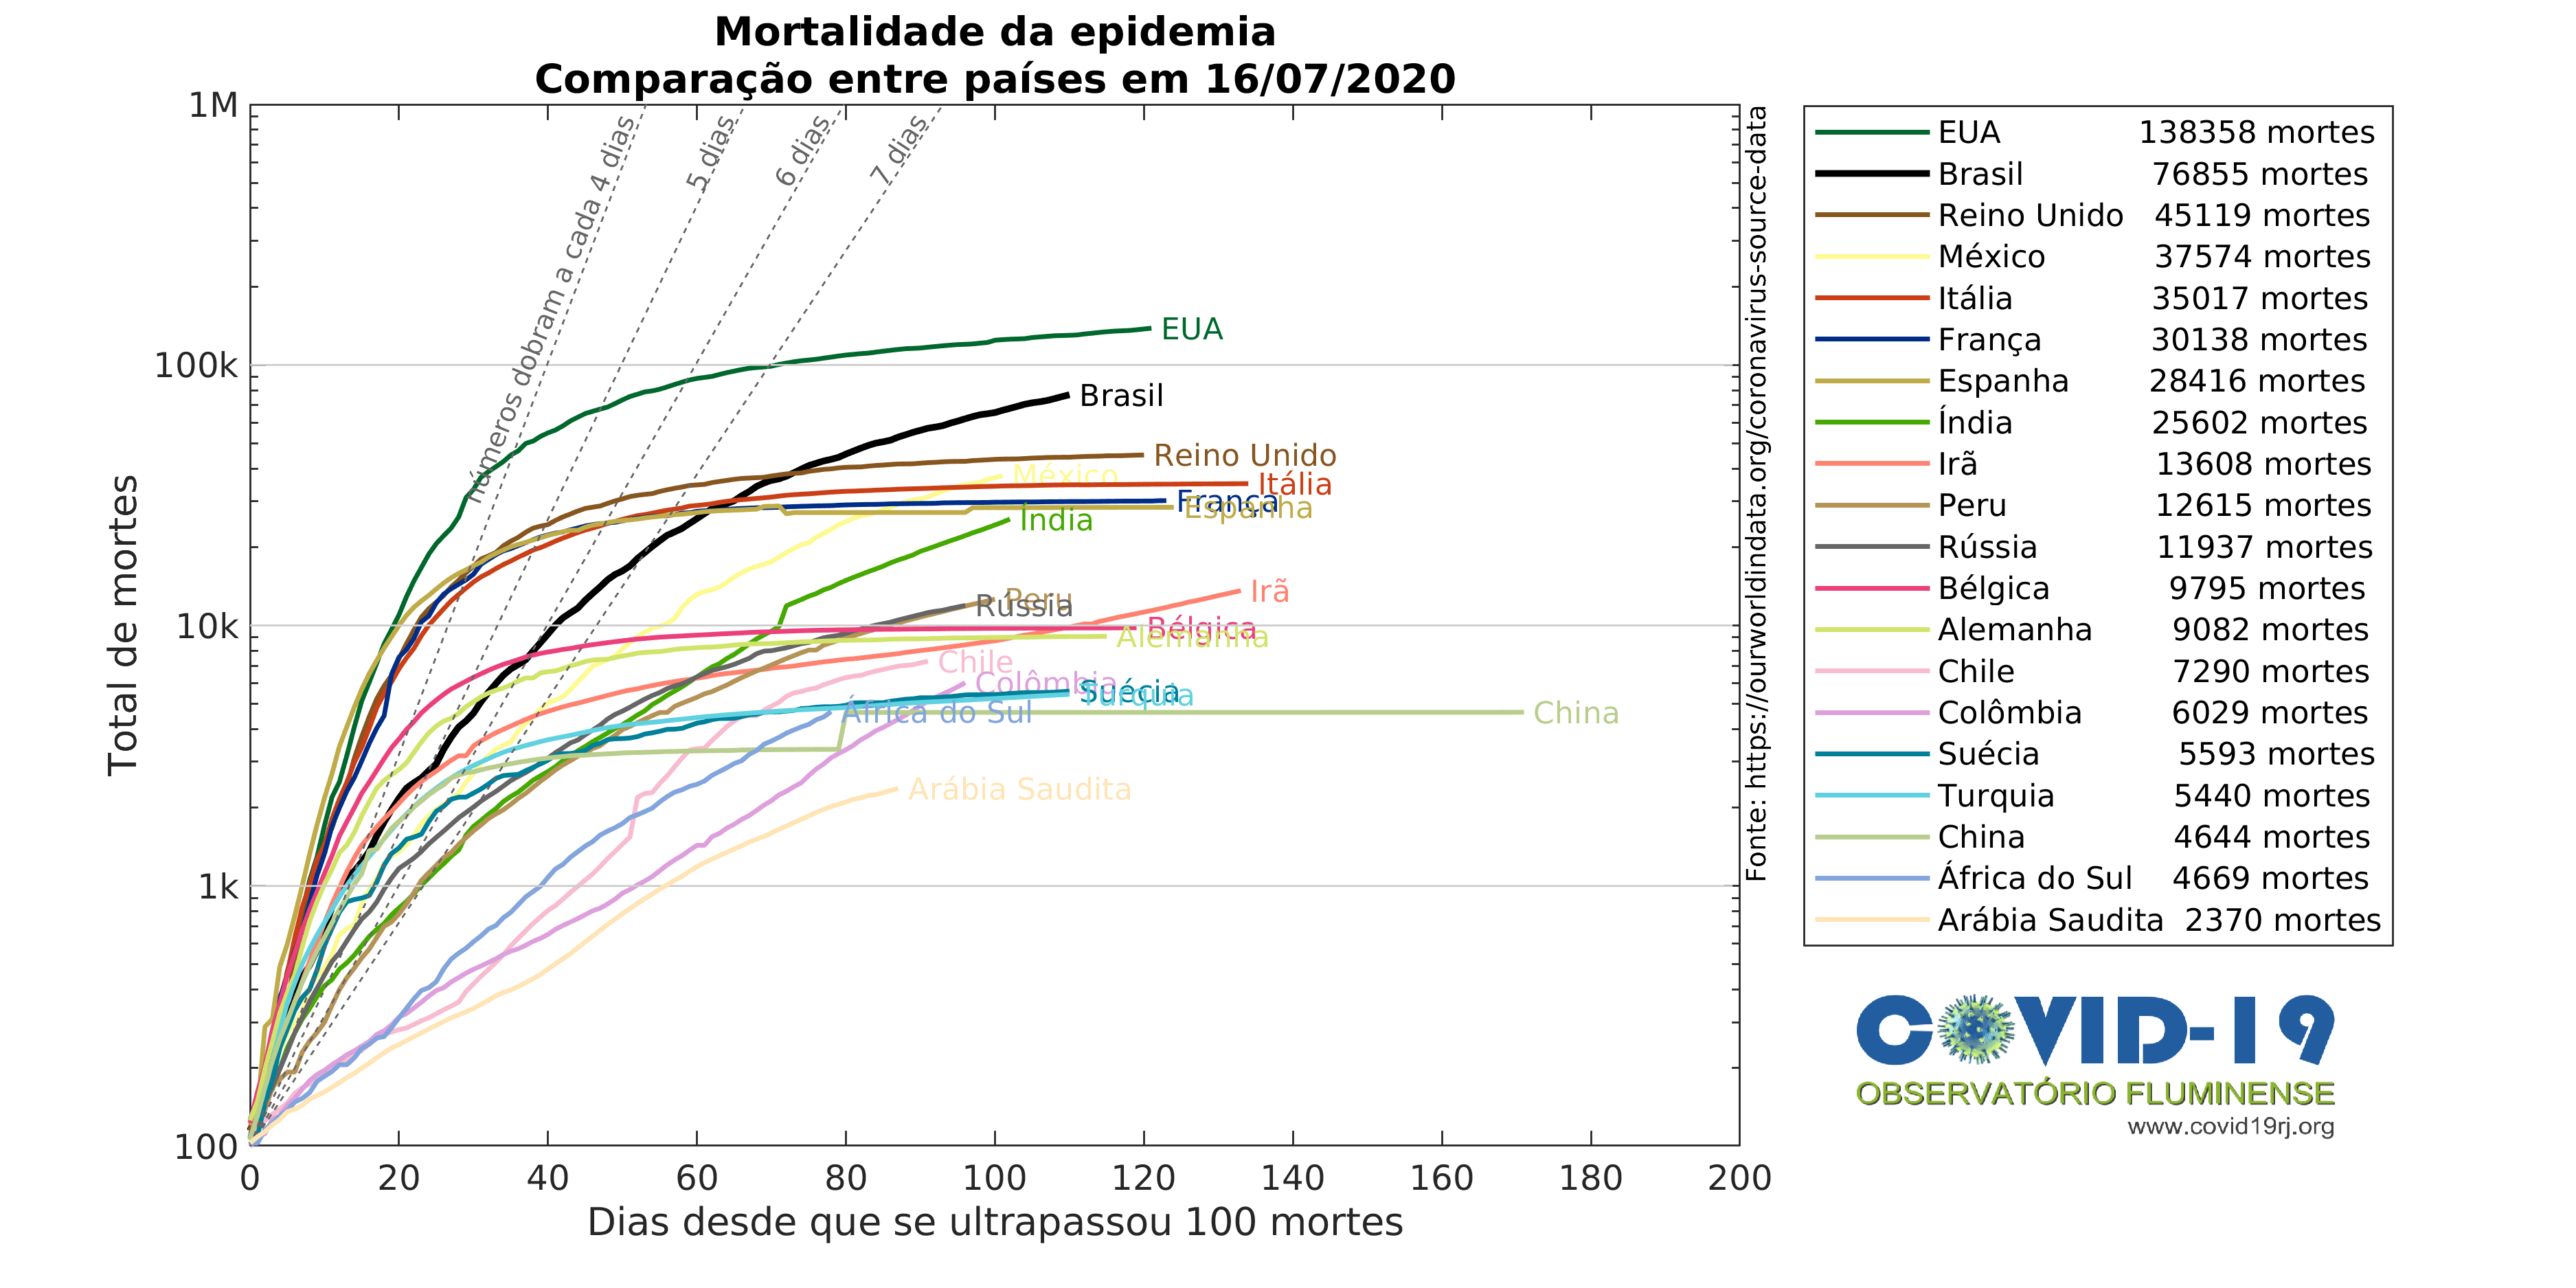 Mortalidade da epidemia
Comparação entre países em 16/07/2020
1M
100k
10k
1k
100
Total de mortes
números dobram a cada 4 dias
5 dias
6 dias
7 dias
EUA
Brasil
Reino Unido
México
Itália
França
Espanha
Índia
Irã
Peru
Rússia
Bélgica
Alemanha
Chile
Colômbia
Suécia
Turquia
África do Sul
China
Arábia Saudita
0 20 40 60 80 100 120 140 160 180 200
Dias desde que se ultrapassou 100 mortes
Fonte: https://ourworldindata.org/coronavirus-source-data
EUA 138358 mortes
Brasil 76855 mortes
Reino Unido 45119 mortes
México 37574 mortes
Itália 35017 mortes
França 30138 mortes
Espanha 28416 mortes
Índia 25602 mortes
Irã 13608 mortes
Peru 12615 mortes
Rússia 11937 mortes
Bélgica 9795 mortes
Alemanha 9082 mortes
Chile 7290 mortes
Colômbia 6029 mortes
Suécia 5593 mortes
Turquia 5440 mortes
China 4644 mortes
África do Sul 4669 mortes
Arábia Saudita 2370 mortes
COVID-19
OBSERVATÓRIO FLUMINENSE
www.covid19rj.org